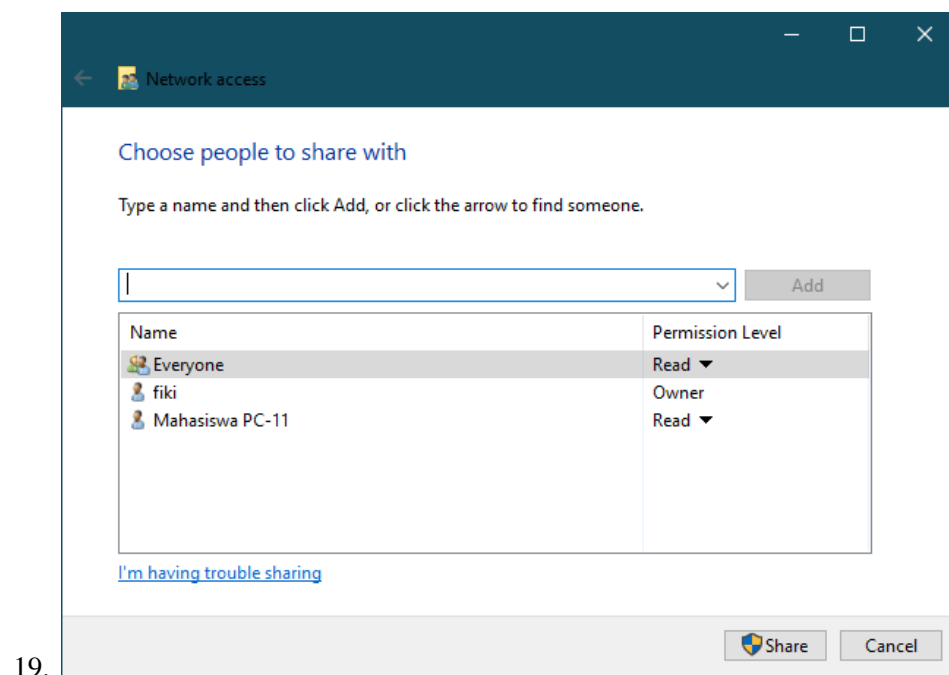 Network access
Choose people to share with
Type a name and then click Add, or click the arrow to find someone.
Add
Name Permission Level
Everyone Read
fiki Owner
Mahasiswa PC-11 Read
I'm having trouble sharing
Share Cancel
19.